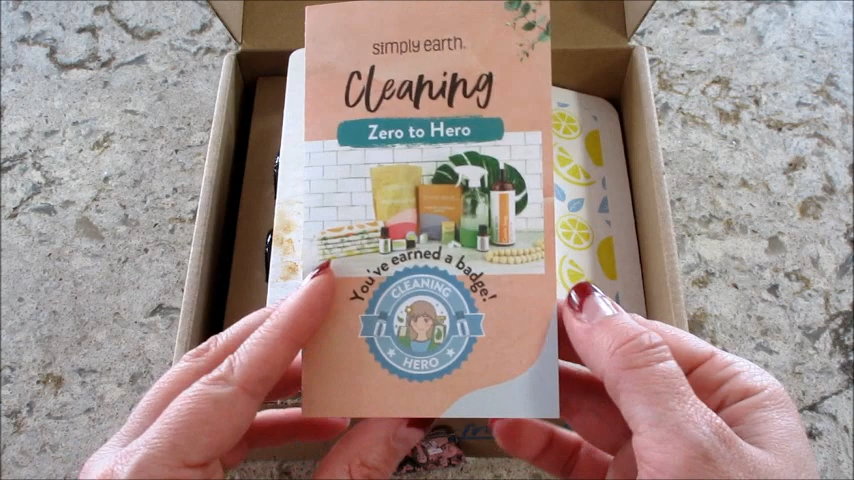 simply earth.
Cleaning
Zero to Hero
You've earned a badge!
CLEANING
HERO